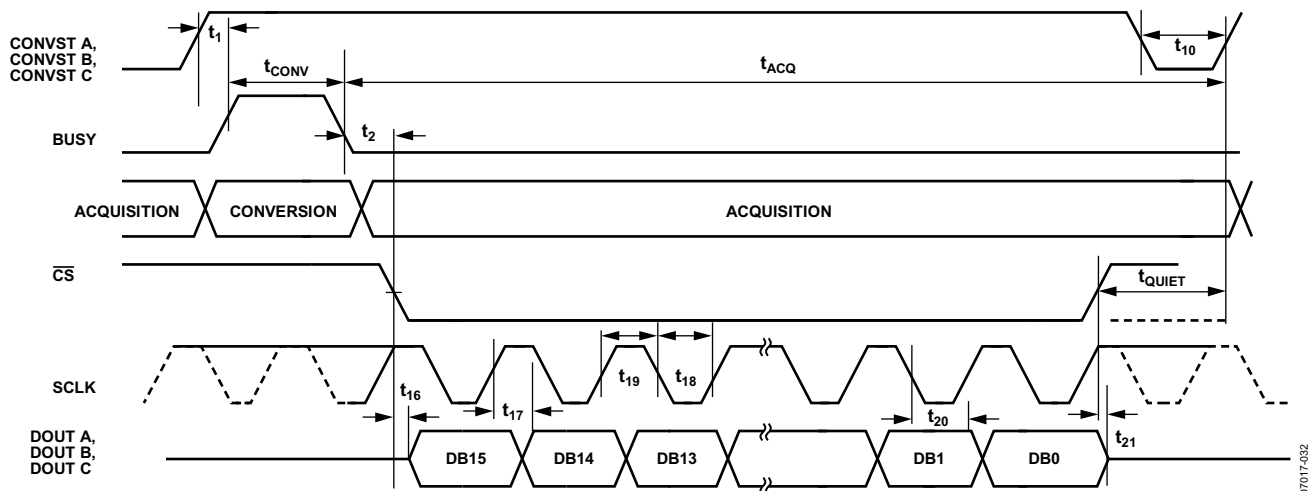 CONVST A,
CONVST B,
CONVST C
t1
t10
tCONV
tACQ
BUSY
t2
ACQUISITION
CONVERSION
ACQUISITION
CS
tQUIET
SCLK
t16
t17
t19
t18
t20
t21
DOUT A,
DOUT B,
DOUT C
DB15
DB14
DB13
DB1
DB0
07017-032